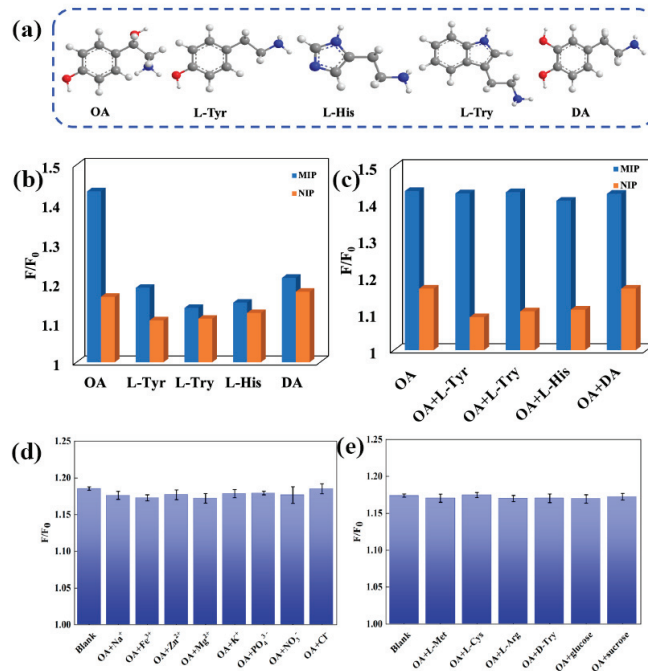 (a)
OA L-Tyr L-His L-Try DA
(b)
F/F0
1.5
1.4
1.3
1.2
1.1
1
MIP
NIP
OA L-Tyr L-Try L-His DA
(c)
F/F0
1.5
1.4
1.3
1.2
1.1
1
MIP
NIP
OA
OA+L-Tyr
OA+L-Try
OA+L-His
OA+DA
(d)
F/F0
1.25
1.20
1.15
1.10
1.05
1.00
Blank
OA+Na⁺
OA+Fe³⁺
OA+Zn²⁺
OA+Mg²⁺
OA+K⁺
OA+PO₄³⁻
OA+NO₃⁻
OA+Cl⁻
(e)
F/F0
1.25
1.20
1.15
1.10
1.05
1.00
Blank
OA+L-Met
OA+L-Cys
OA+L-Arg
OA+D-Try
OA+glucose
OA+sucrose